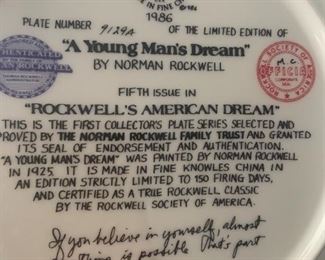 MADE IN FINE C
1986
PLATE NUMBER 9129A OF THE LIMITED EDITION OF
"A Young Man's Dream"
BY NORMAN ROCKWELL
FIFTH ISSUE IN
"ROCKWELL'S AMERICAN DREAM"
THIS IS THE FIRST COLLECTOR'S PLATE SERIES SELECTED AND
PROVED BY THE NORMAN ROCKWELL FAMILY TRUST AND GRANTED
ITS SEAL OF ENDORSEMENT AND AUTHENTICATION.
"A YOUNG MAN'S DREAM" WAS PAINTED BY NORMAN ROCKWELL
IN 1925. IT IS MADE IN FINE KNOWLES CHINA IN
AN EDITION STRICTLY LIMITED TO 150 FIRING DAYS,
AND CERTIFIED AS A TRUE ROCKWELL CLASSIC
BY THE ROCKWELL SOCIETY OF AMERICA.
If you believe in yourself, almost
thing is possible. That's part